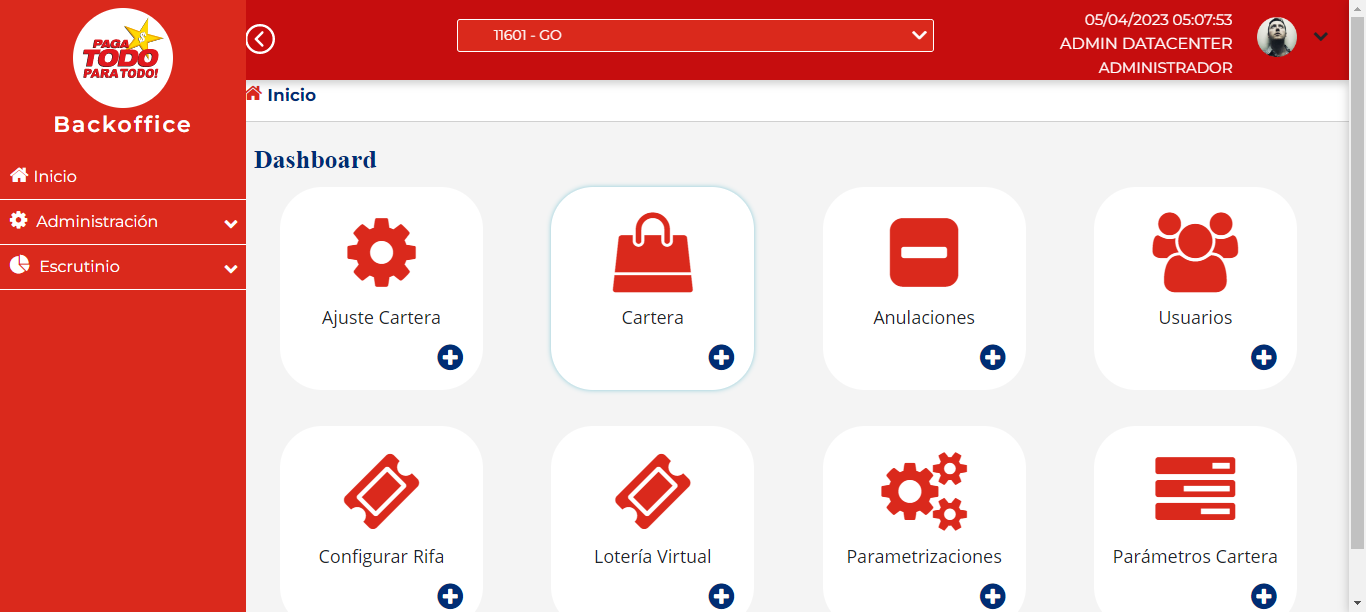 PAGA
TODO
PARA TODO!
Backoffice
Inicio
Administración
Escrutinio
11601 - GO
05/04/2023 05:07:53
ADMIN DATACENTER
ADMINISTRADOR
Inicio
Dashboard
Ajuste Cartera
Cartera
Anulaciones
Usuarios
Configurar Rifa
Lotería Virtual
Parametrizaciones
Parámetros Cartera